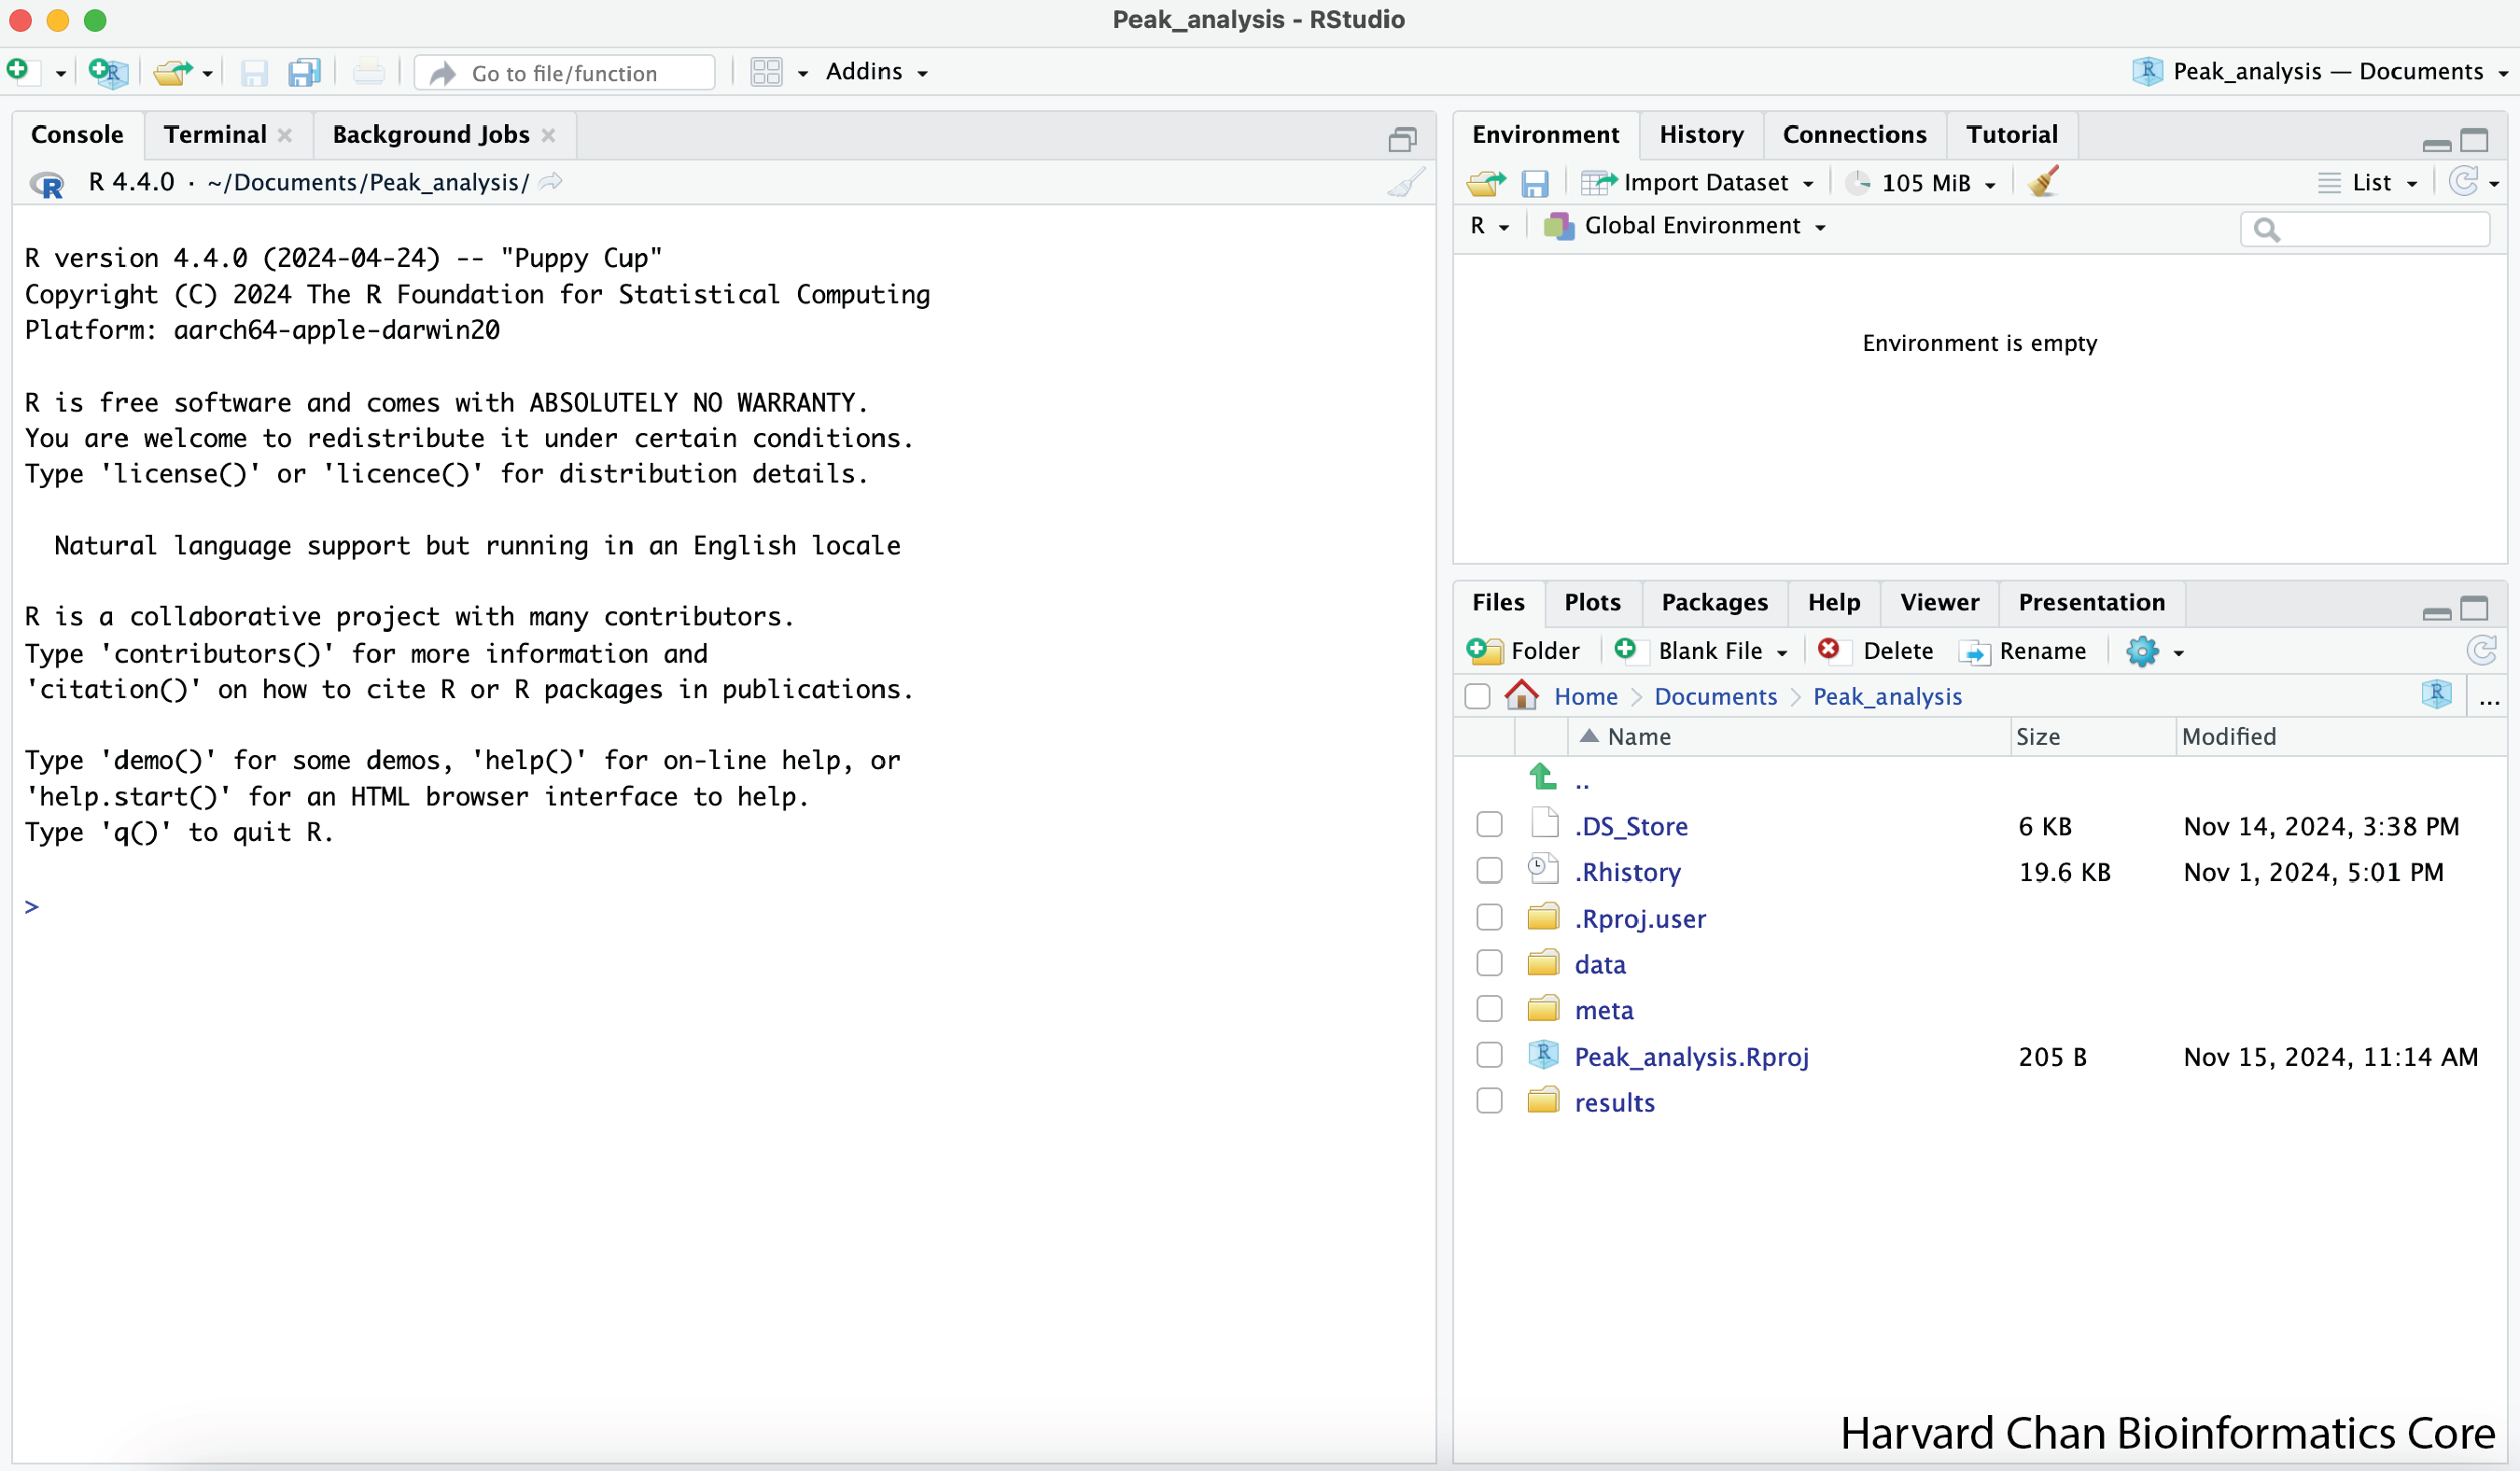 Peak_analysis - RStudio
Go to file/function
Addins
Peak_analysis — Documents
Console Terminal Background Jobs
R 4.4.0 · ~/Documents/Peak_analysis/
R version 4.4.0 (2024-04-24) -- "Puppy Cup"
Copyright (C) 2024 The R Foundation for Statistical Computing
Platform: aarch64-apple-darwin20
R is free software and comes with ABSOLUTELY NO WARRANTY.
You are welcome to redistribute it under certain conditions.
Type 'license()' or 'licence()' for distribution details.
Natural language support but running in an English locale
R is a collaborative project with many contributors.
Type 'contributors()' for more information and
'citation()' on how to cite R or R packages in publications.
Type 'demo()' for some demos, 'help()' for on-line help, or
'help.start()' for an HTML browser interface to help.
Type 'q()' to quit R.
>
Environment History Connections Tutorial
Import Dataset 105 MiB List
R Global Environment
Environment is empty
Files Plots Packages Help Viewer Presentation
Folder Blank File Delete Rename
Home Documents Peak_analysis ...
Name Size Modified
..
.DS_Store 6 KB Nov 14, 2024, 3:38 PM
.Rhistory 19.6 KB Nov 1, 2024, 5:01 PM
.Rproj.user
data
meta
Peak_analysis.Rproj 205 B Nov 15, 2024, 11:14 AM
results
Harvard Chan Bioinformatics Core